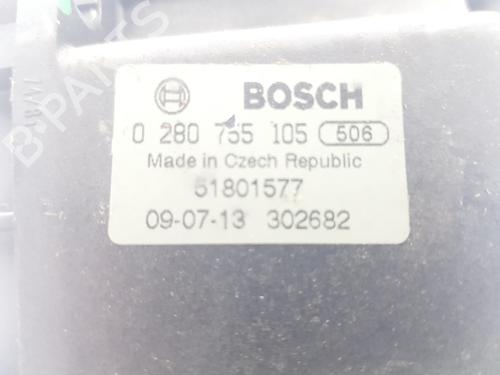 BOSCH
0 280 755 105 506
Made in Czech Republic
51801577
09-07-13 302682
B-PARTS